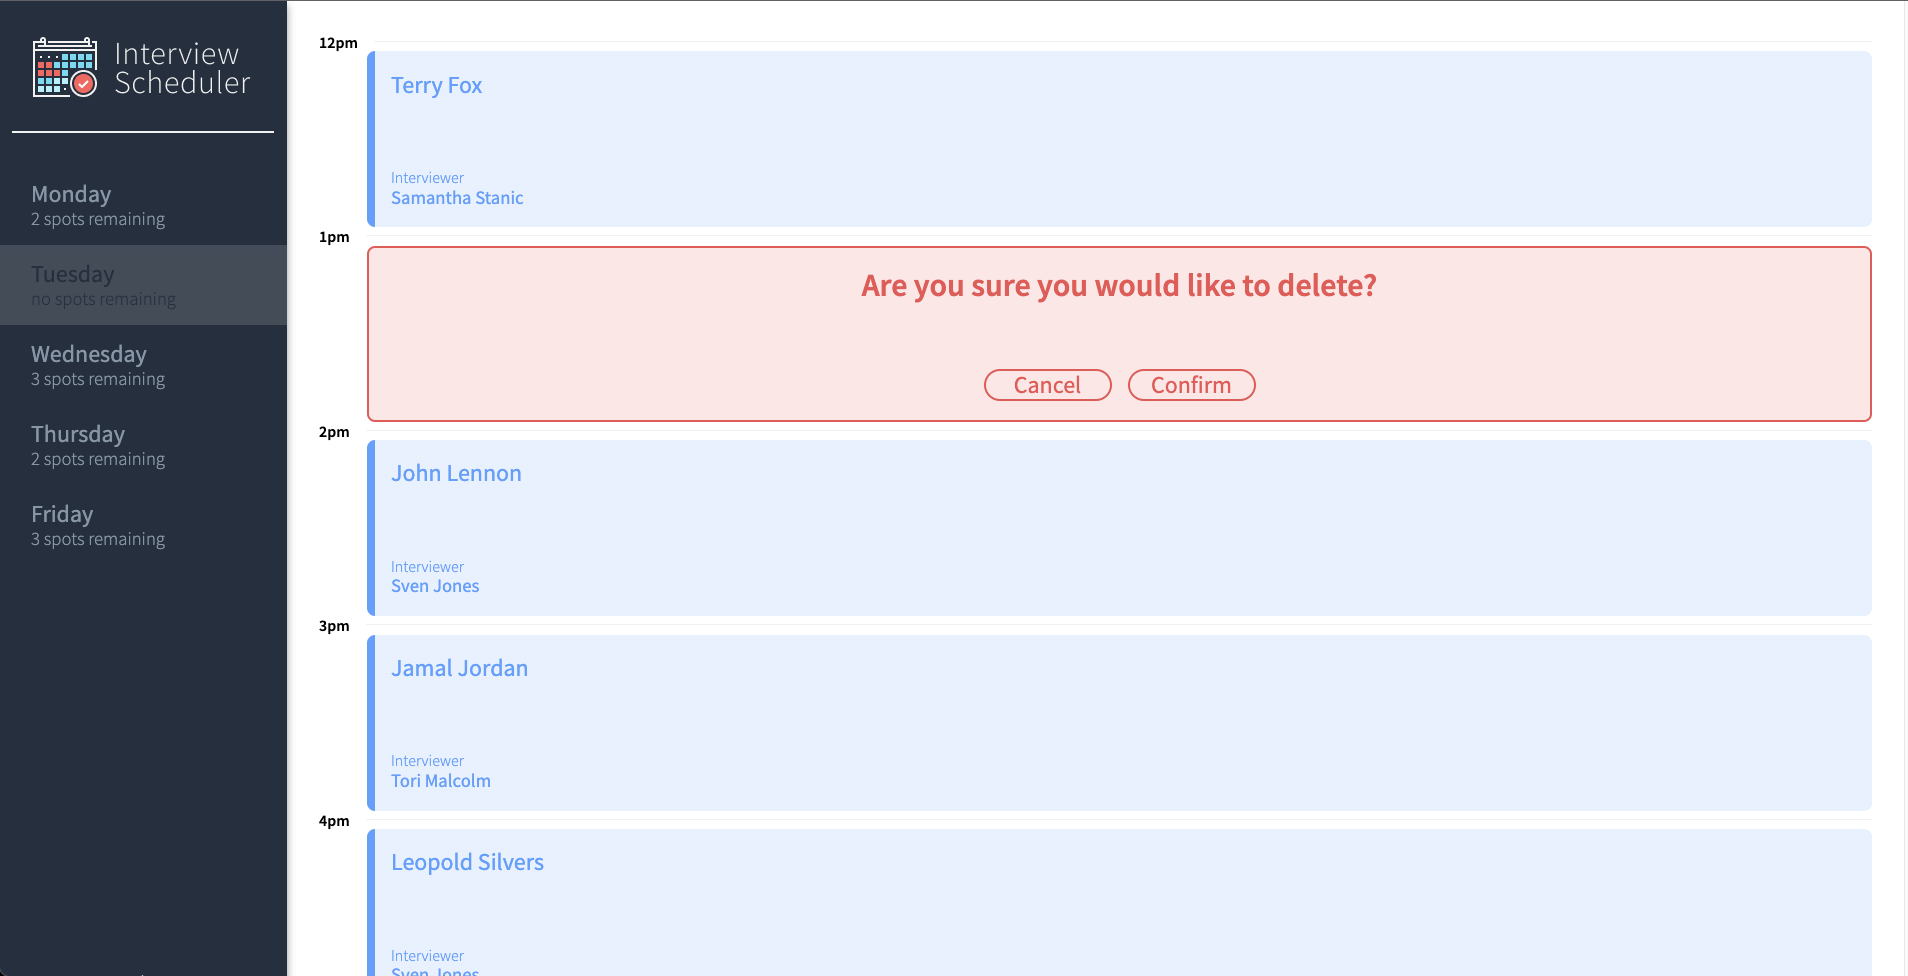 Interview
Scheduler
Monday
2 spots remaining
Tuesday
no spots remaining
Wednesday
3 spots remaining
Thursday
2 spots remaining
Friday
3 spots remaining
12pm
Terry Fox
Interviewer
Samantha Stanic
1pm
Are you sure you would like to delete?
Cancel Confirm
2pm
John Lennon
Interviewer
Sven Jones
3pm
Jamal Jordan
Interviewer
Tori Malcolm
4pm
Leopold Silvers
Interviewer
Sven Jones